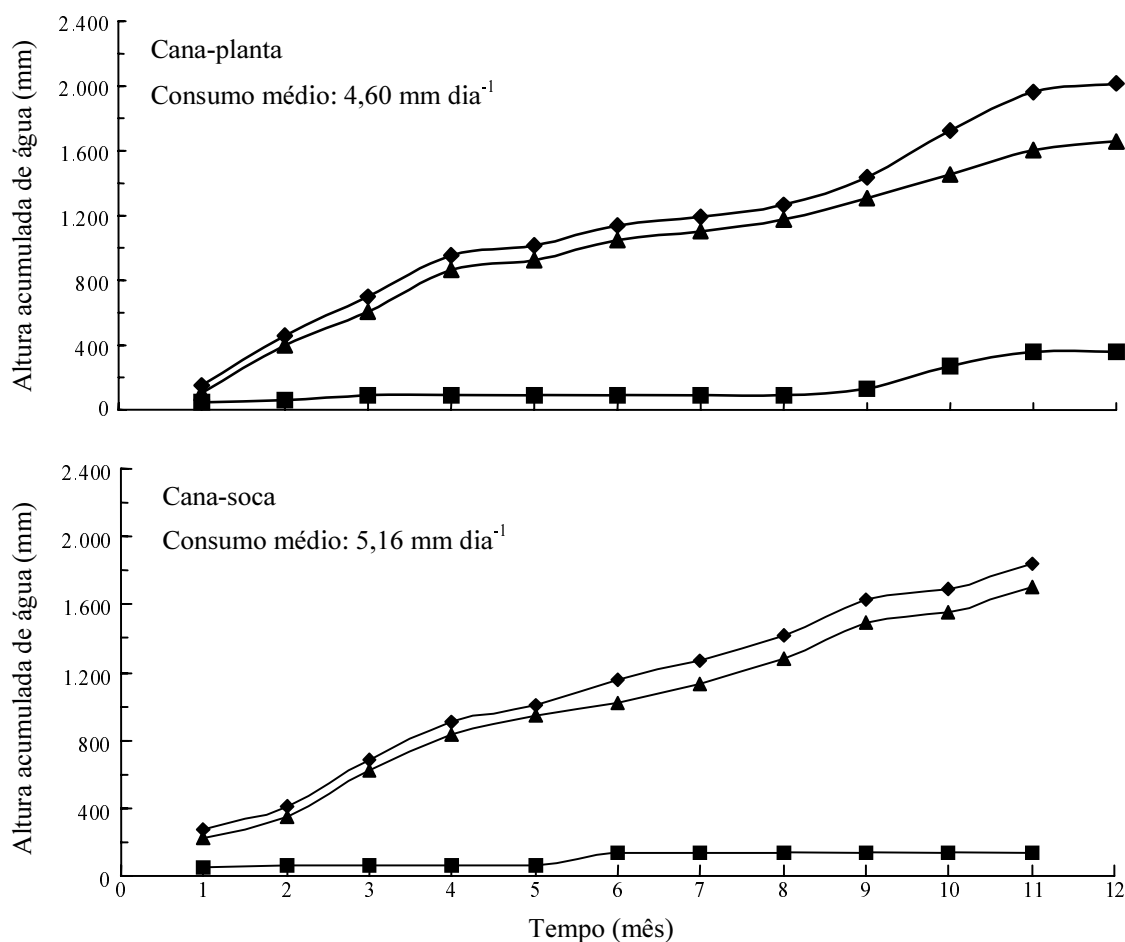 2.400
Cana-planta
Consumo médio: 4,60 mm dia⁻¹
2.000
1.600
1.200
800
400
0
Altura acumulada de água (mm)
2.400
Cana-soca
Consumo médio: 5,16 mm dia⁻¹
2.000
1.600
1.200
800
400
0
Altura acumulada de água (mm)
0 1 2 3 4 5 6 7 8 9 10 11 12
Tempo (mês)